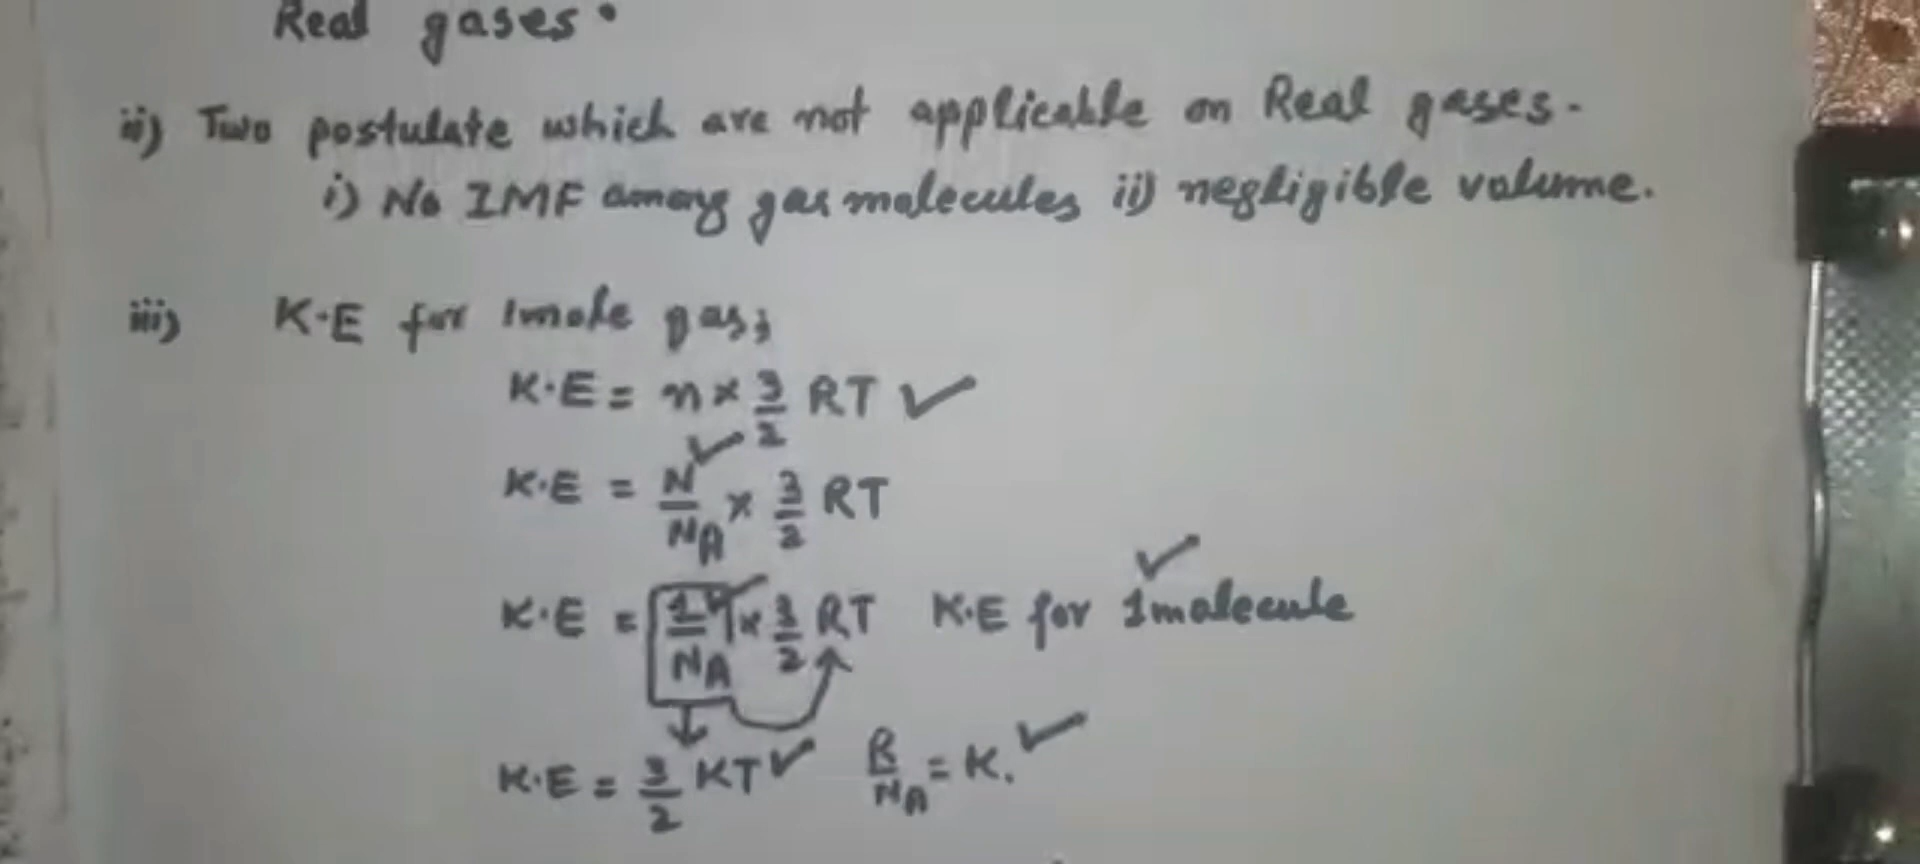 Real gases.
ii) Two postulate which are not applicable on Real gases.
i) No IMF among gas molecules ii) negligible volume.
iii) K.E for 1mole gas;
K.E = n × 3/2 RT ✓
K.E = N/NA × 3/2 RT
K.E = 1/NA × 3/2 RT K.E for 1molecule
K.E = 3/2 KT ✓ R/NA = K. ✓